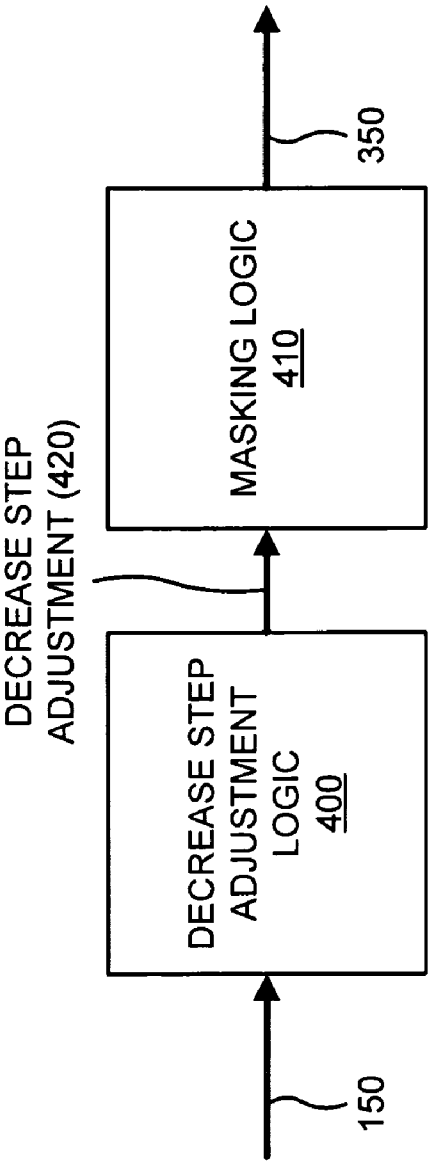 DECREASE STEP
ADJUSTMENT (420)
150
DECREASE STEP
ADJUSTMENT
LOGIC
400
MASKING LOGIC
410
350